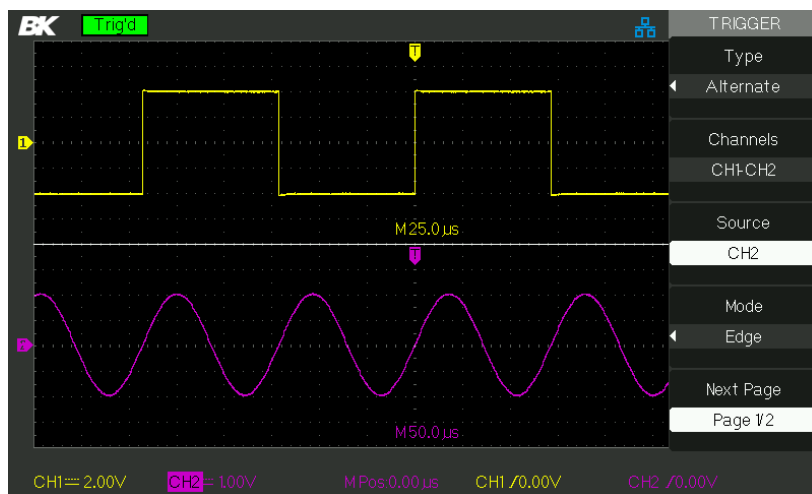 BK Trig'd TRIGGER
T
Type
Alternate
1
Channels
CH1-CH2
M 25.0 µs
Source
T
CH2
Mode
2
Edge
Next Page
M 50.0 µs
Page 1/2
CH1 2.00V CH2 1.00V M Pos:0.00 µs CH1 /0.00V CH2 /0.00V